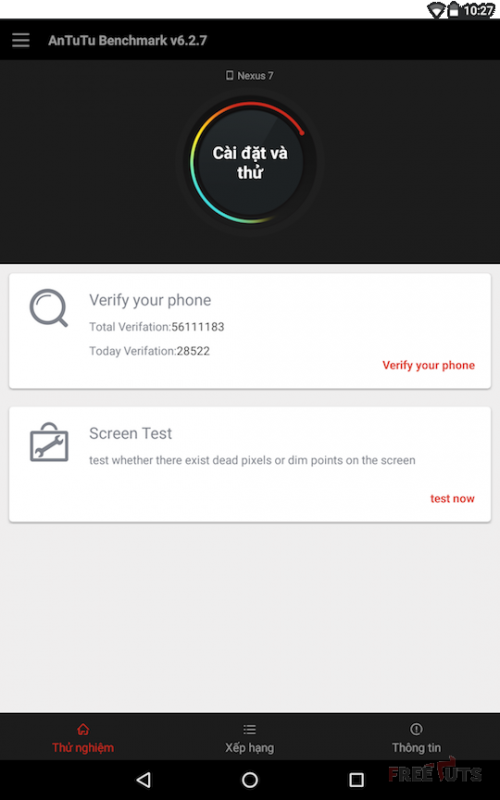 10:27
AnTuTu Benchmark v6.2.7
Nexus 7
Cài đặt và
thử
Verify your phone
Total Verifation:56111183
Today Verifation:28522
Verify your phone
Screen Test
test whether there exist dead pixels or dim points on the screen
test now
Thử nghiệm
Xếp hạng
Thông tin
FREETUTS